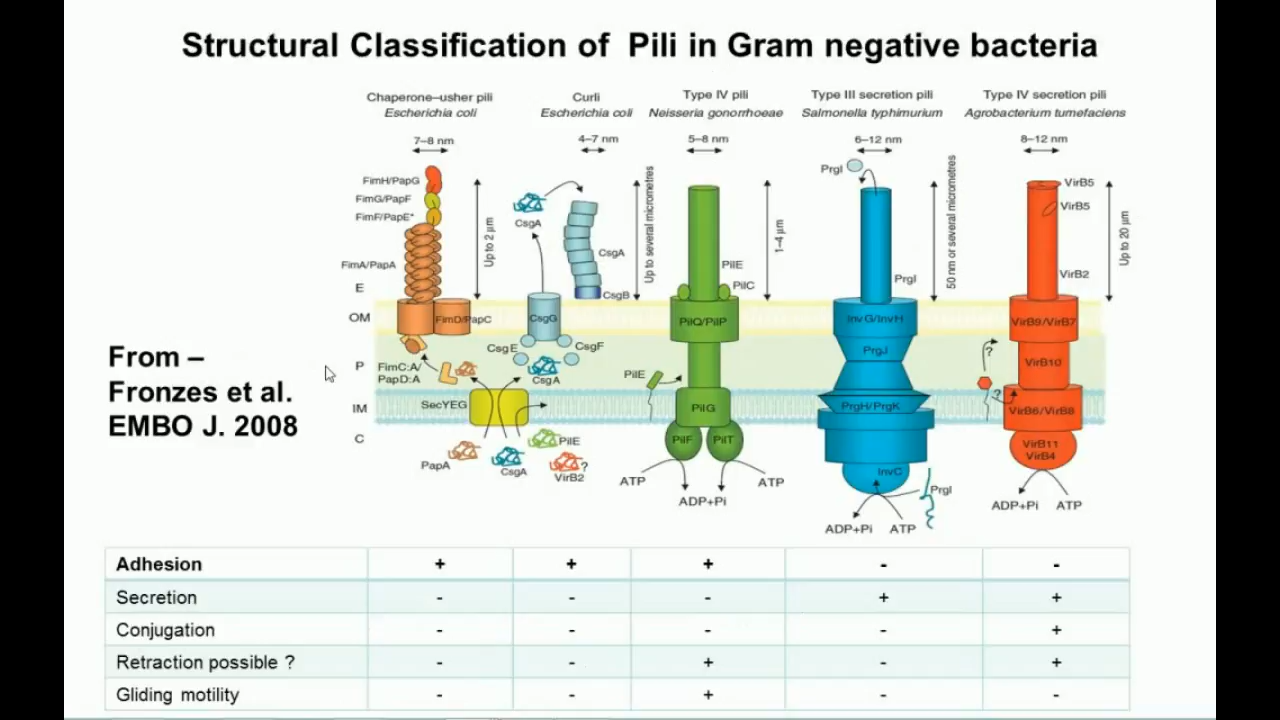 Structural Classification of Pili in Gram negative bacteria
Chaperone–usher pili
Escherichia coli
Curli
Escherichia coli
Type IV pili
Neisseria gonorrhoeae
Type III secretion pili
Salmonella typhimurium
Type IV secretion pili
Agrobacterium tumefaciens
7–8 nm
4–7 nm
5–8 nm
6–12 nm
8–12 nm
FimH/PapG
FimG/PapF
FimF/PapE*
FimA/PapA
Up to 2 µm
CsgA
CsgA
CsgB
Up to several micrometres
PilE
PilC
1–4 µm
PrgI
PrgI
50 nm or several micrometres
VirB5
VirB5
VirB2
Up to 20 µm
E
OM
P
IM
C
FimD/PapC
CsgG
PilQ/PilP
InvG/InvH
VirB9/VirB7
FimC:A/
PapD:A
CsgE
CsgF
CsgA
PilE
PrgJ
?
VirB10
SecYEG
PilG
PrgH/PrgK
?
VirB6/VirB8
PapA
CsgA
PilE
VirB2
?
PilF
PilT
InvC
VirB11
VirB4
ATP
ADP+Pi
ATP
PrgI
ADP+Pi
ATP
ADP+Pi
ATP
From –
Fronzes et al.
EMBO J. 2008
Adhesion + + + - -
Secretion - - - + +
Conjugation - - - - +
Retraction possible ? - - + - +
Gliding motility - - + - -